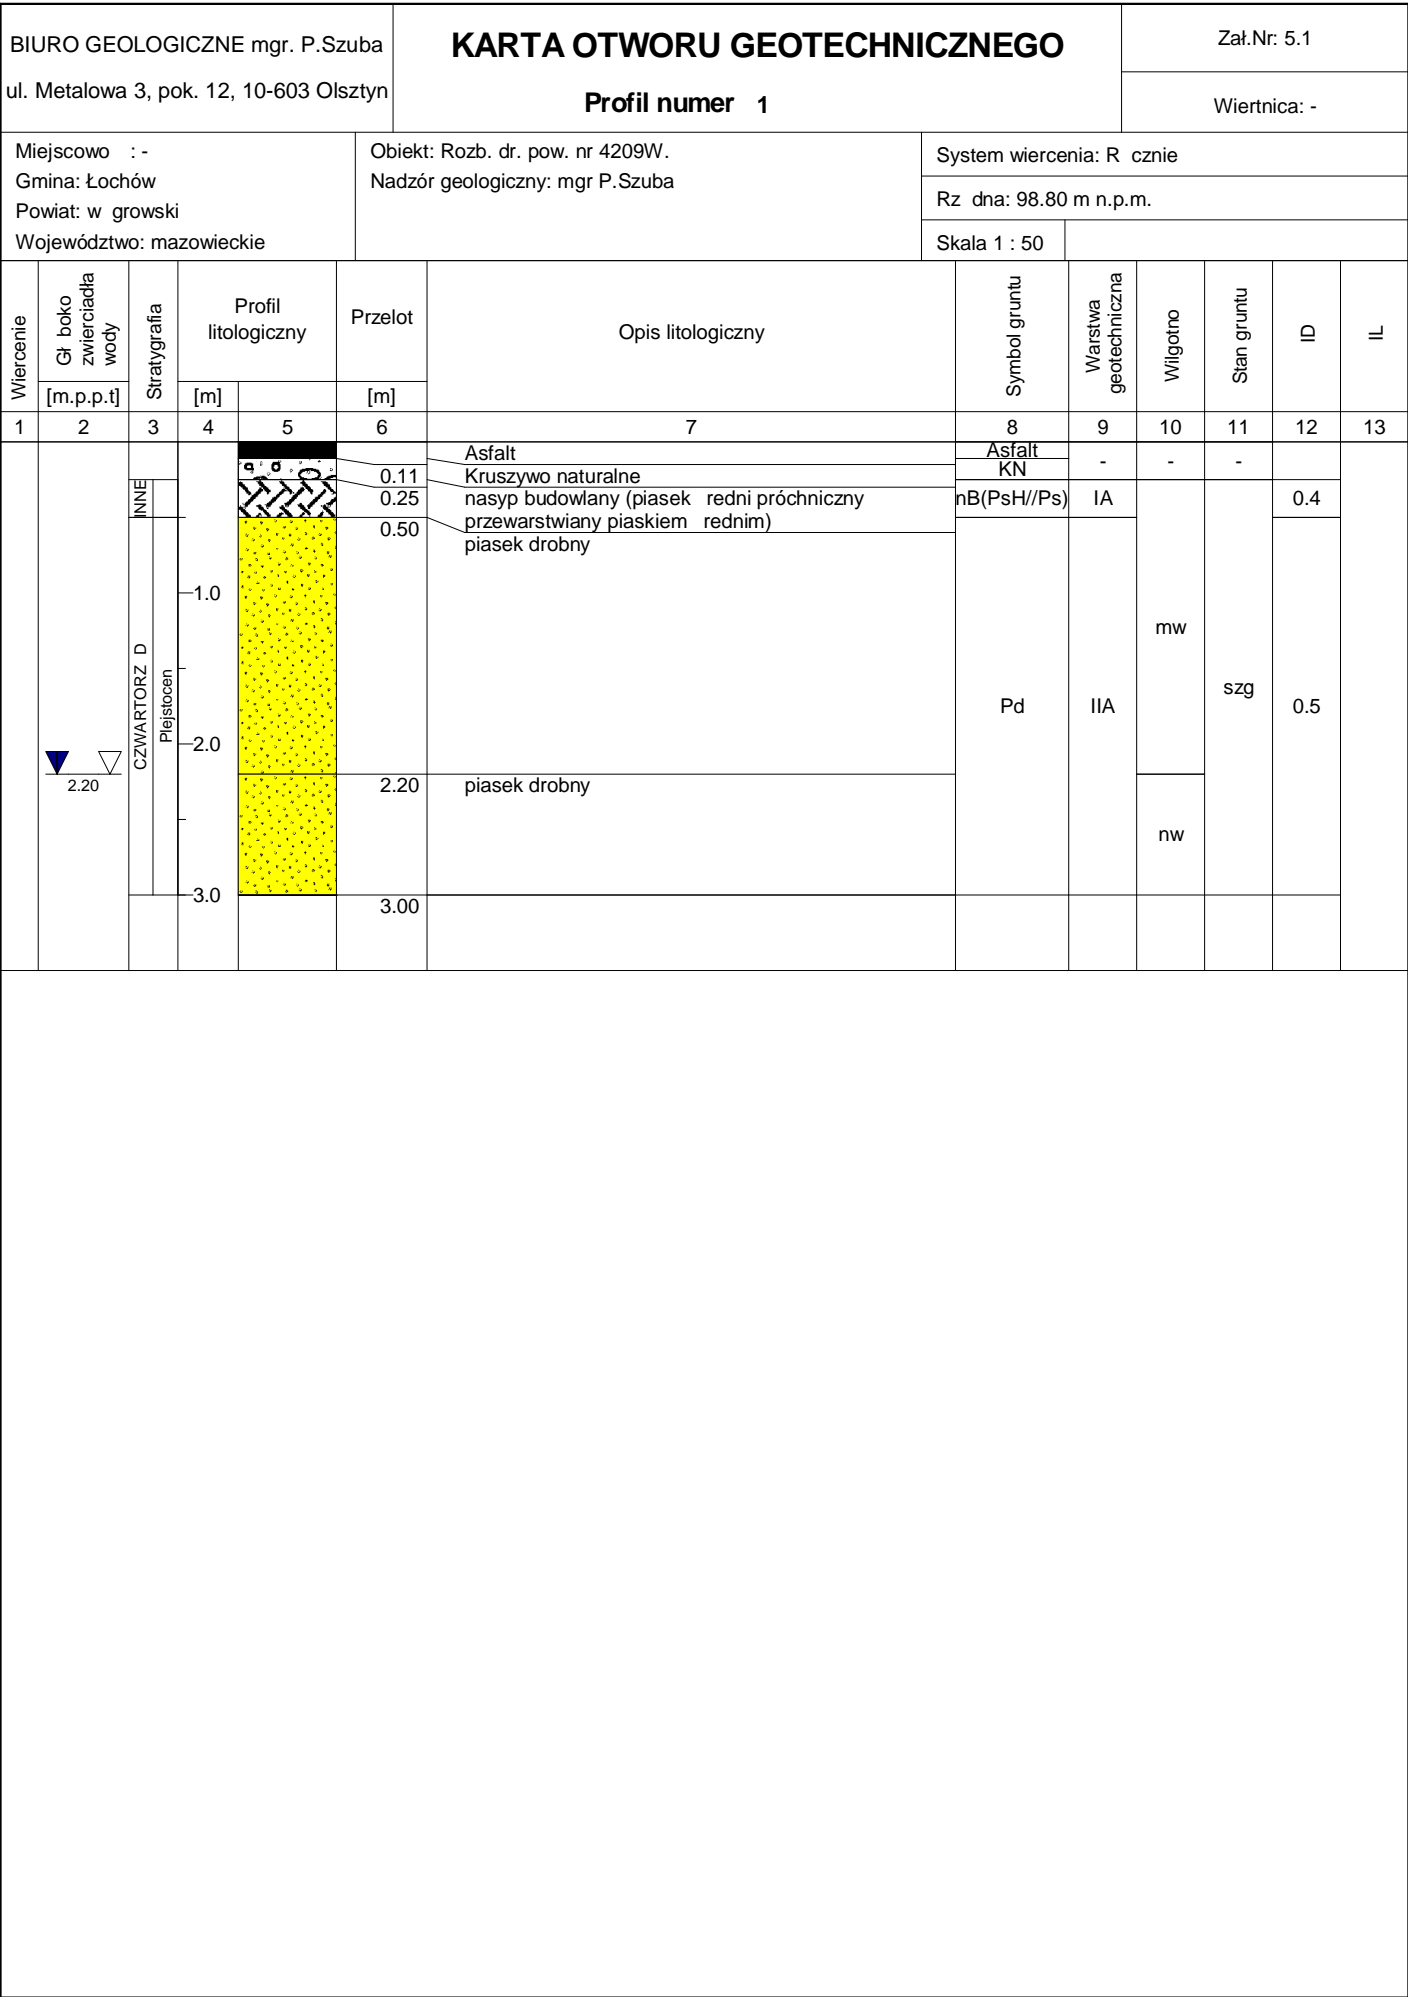 BIURO GEOLOGICZNE mgr. P.Szuba
ul. Metalowa 3, pok. 12, 10-603 Olsztyn
KARTA OTWORU GEOTECHNICZNEGO
Profil numer 1
Zał.Nr: 5.1
Wiertnica: -
Miejscowo : -
Gmina: Łochów
Powiat: w growski
Województwo: mazowieckie
Obiekt: Rozb. dr. pow. nr 4209W.
Nadzór geologiczny: mgr P.Szuba
System wiercenia: R cznie
Rz dna: 98.80 m n.p.m.
Skala 1 : 50
Wiercenie
Gł boko
zwierciadła
wody
[m.p.p.t]
Stratygrafia
Profil
litologiczny
[m]
Przelot
[m]
Opis litologiczny
Symbol gruntu
Warstwa
geotechniczna
Wilgotno
Stan gruntu
ID
IL
1 2 3 4 5 6 7 8 9 10 11 12 13
Asfalt
Asfalt
0.11
Kruszywo naturalne
KN
-
-
-
INNE
0.25
nasyp budowlany (piasek redni próchniczny
przewarstwiany piaskiem rednim)
nB(PsH//Ps)
IA
0.4
0.50
piasek drobny
1.0
mw
CZWARTORZ D
Plejstocen
szg
Pd
IIA
0.5
2.0
2.20
2.20
piasek drobny
nw
3.0
3.00